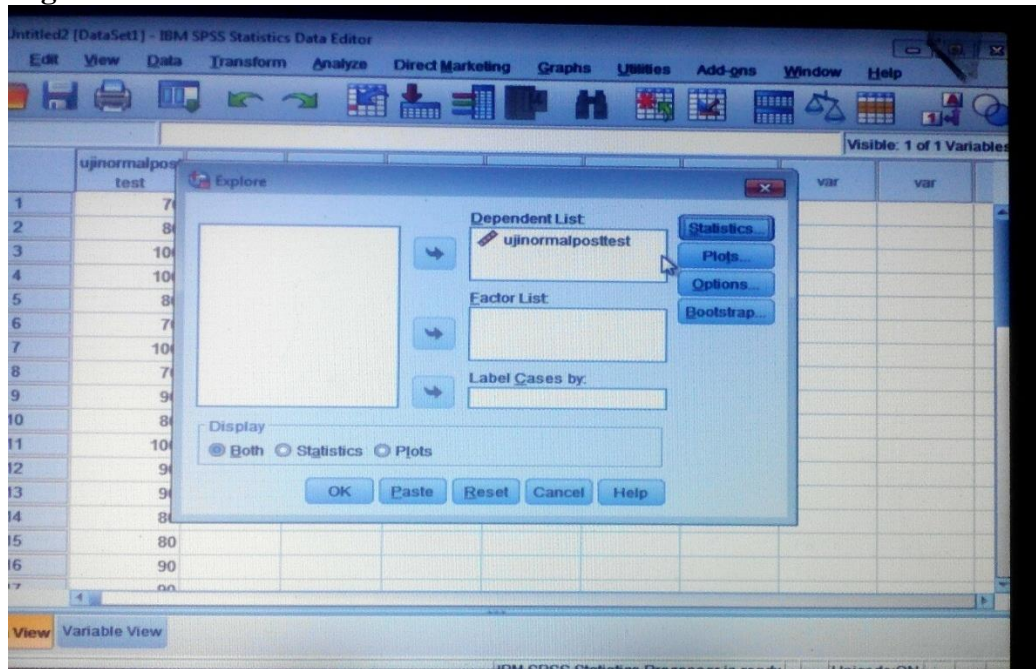 Untitled2 [DataSet1] - IBM SPSS Statistics Data Editor
Edit View Data Transform Analyze Direct Marketing Graphs Utilities Add-ons Window Help
Visible: 1 of 1 Variables
ujinormalpos
test
var
var
Explore
Dependent List:
ujinormalposttest
Factor List:
Label Cases by:
Statistics...
Plots...
Options...
Bootstrap...
Display
Both Statistics Plots
OK Paste Reset Cancel Help
1
2
3
4
5
6
7
8
9
10
11
12
13
14
15 80
16 90
View Variable View